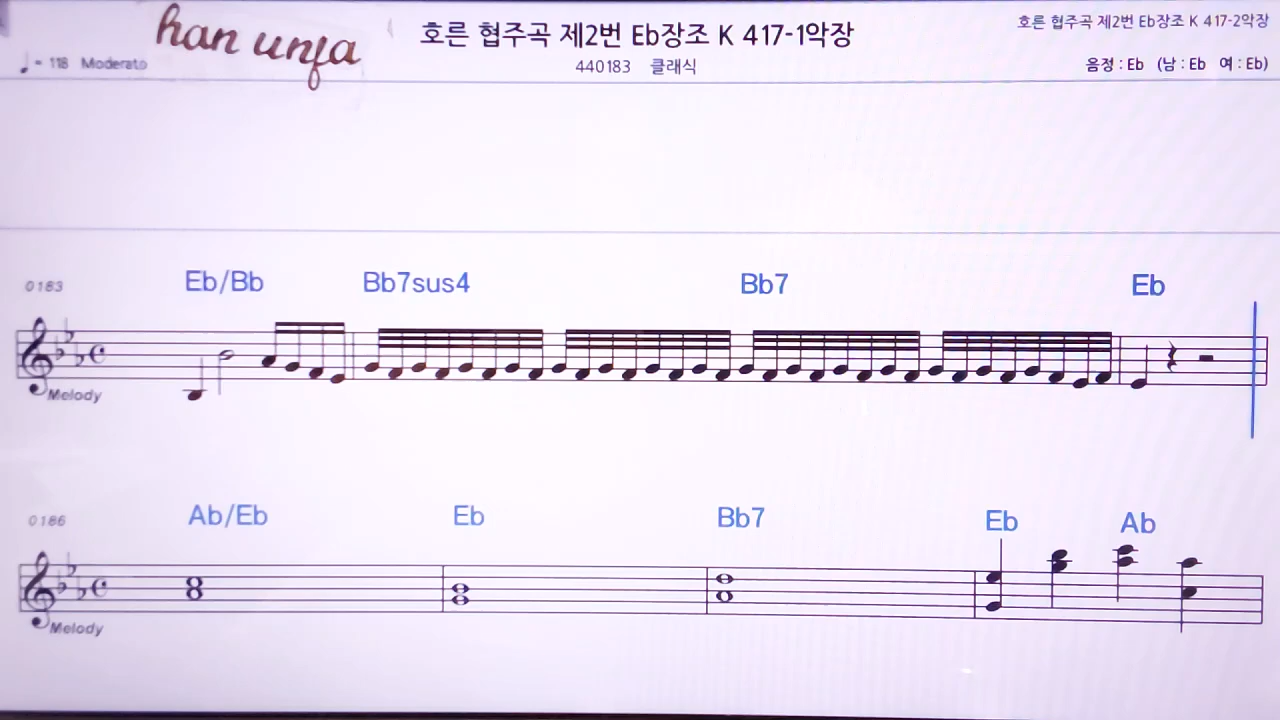 han unfa
호른 협주곡 제2번 Eb장조 K 417-1악장
호른 협주곡 제2번 Eb장조 K 417-2악장
♩= 118 Moderato
440183 클래식
음정 : Eb (남 : Eb 여 : Eb)
0183
Eb/Bb Bb7sus4 Bb7 Eb
Melody
0186
Ab/Eb Eb Bb7 Eb Ab
Melody